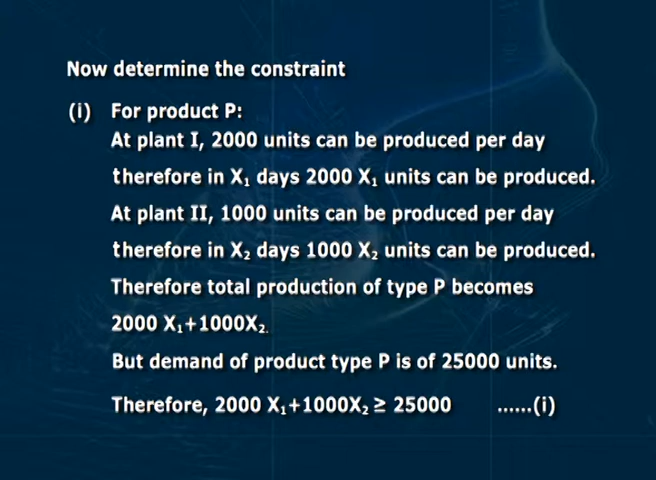 Now determine the constraint
(i) For product P:
At plant I, 2000 units can be produced per day
therefore in X₁ days 2000 X₁ units can be produced.
At plant II, 1000 units can be produced per day
therefore in X₂ days 1000 X₂ units can be produced.
Therefore total production of type P becomes
2000 X₁+1000X₂.
But demand of product type P is of 25000 units.
Therefore, 2000 X₁+1000X₂ ≥ 25000 ......(i)